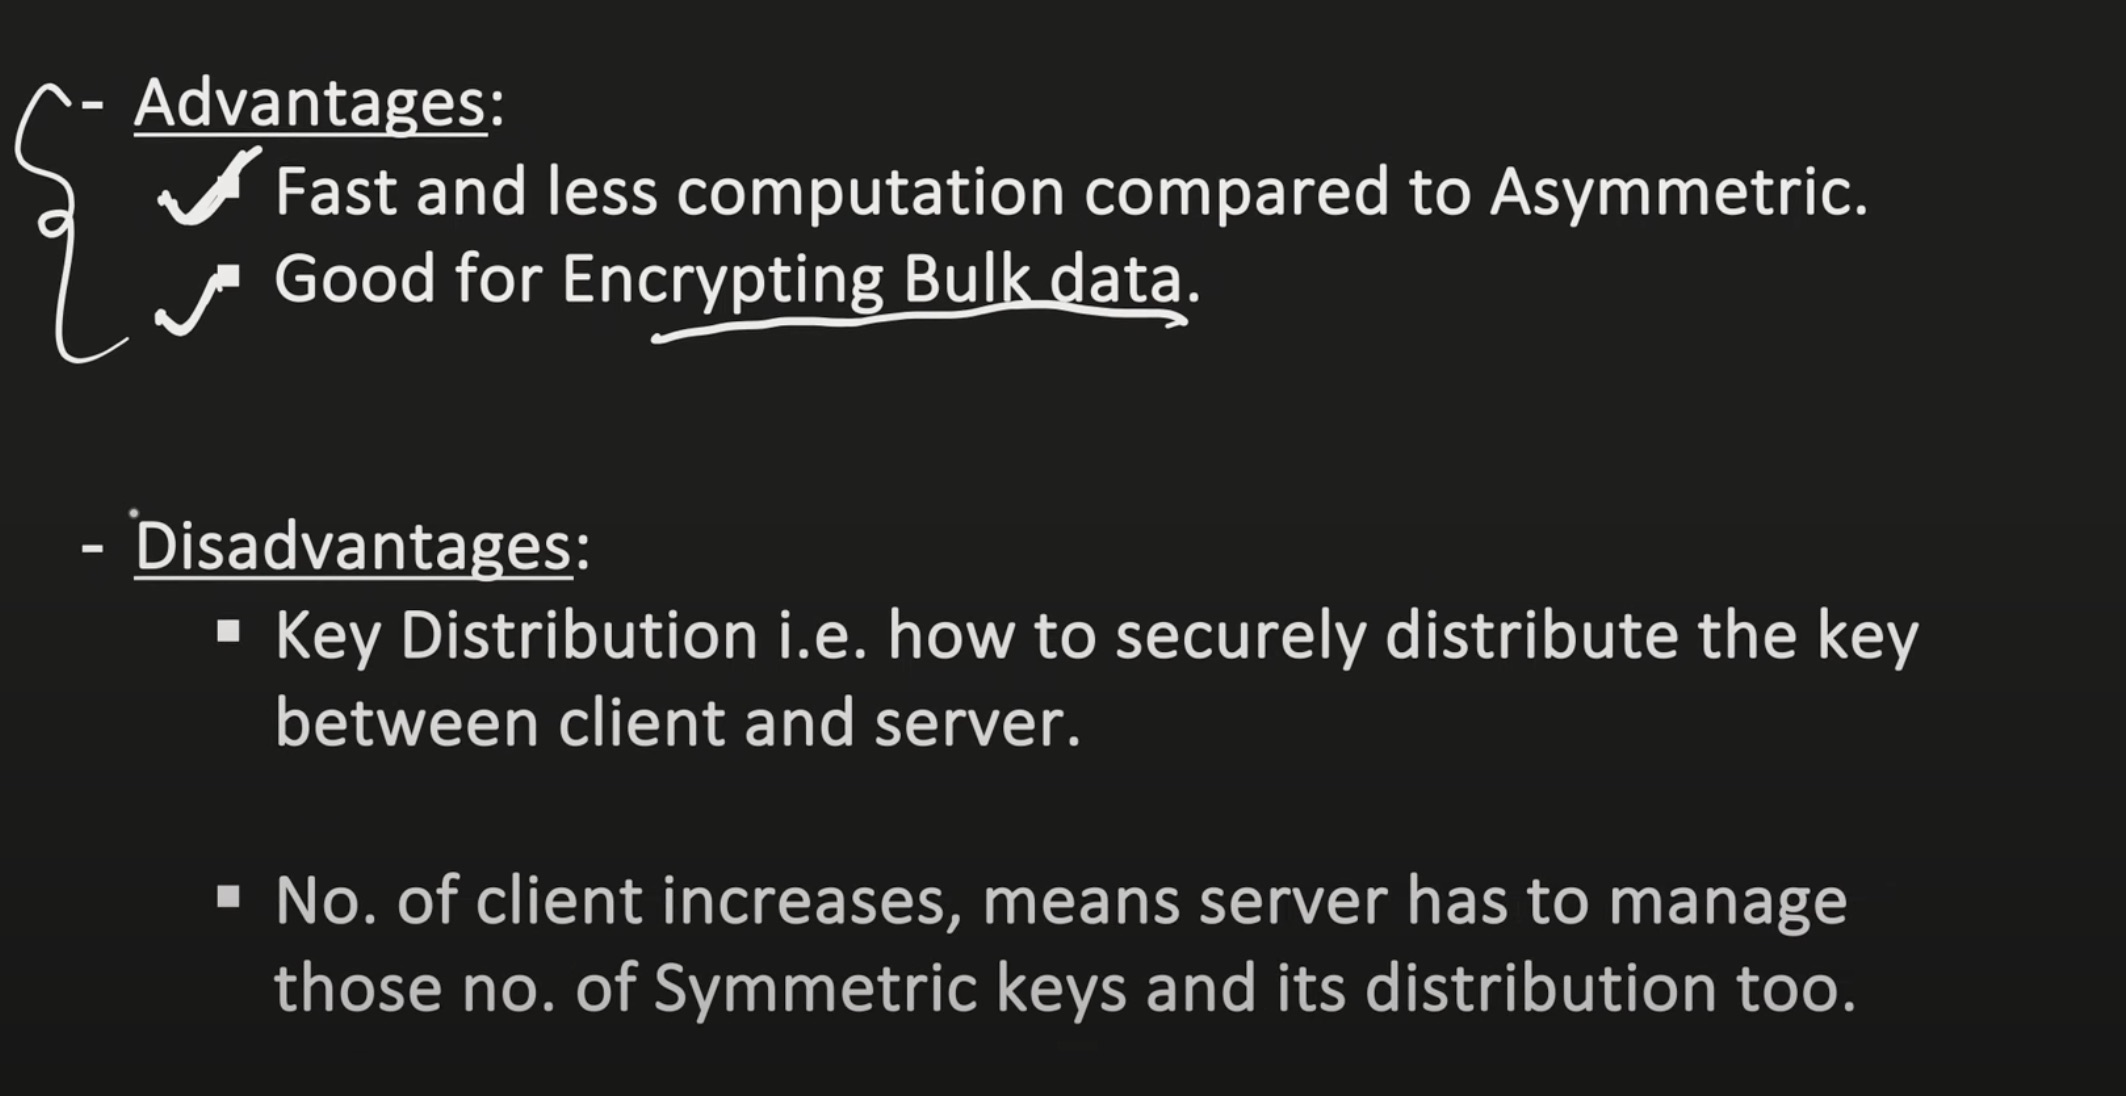 - Advantages:
▪ Fast and less computation compared to Asymmetric.
▪ Good for Encrypting Bulk data.
- Disadvantages:
▪ Key Distribution i.e. how to securely distribute the key
between client and server.
▪ No. of client increases, means server has to manage
those no. of Symmetric keys and its distribution too.